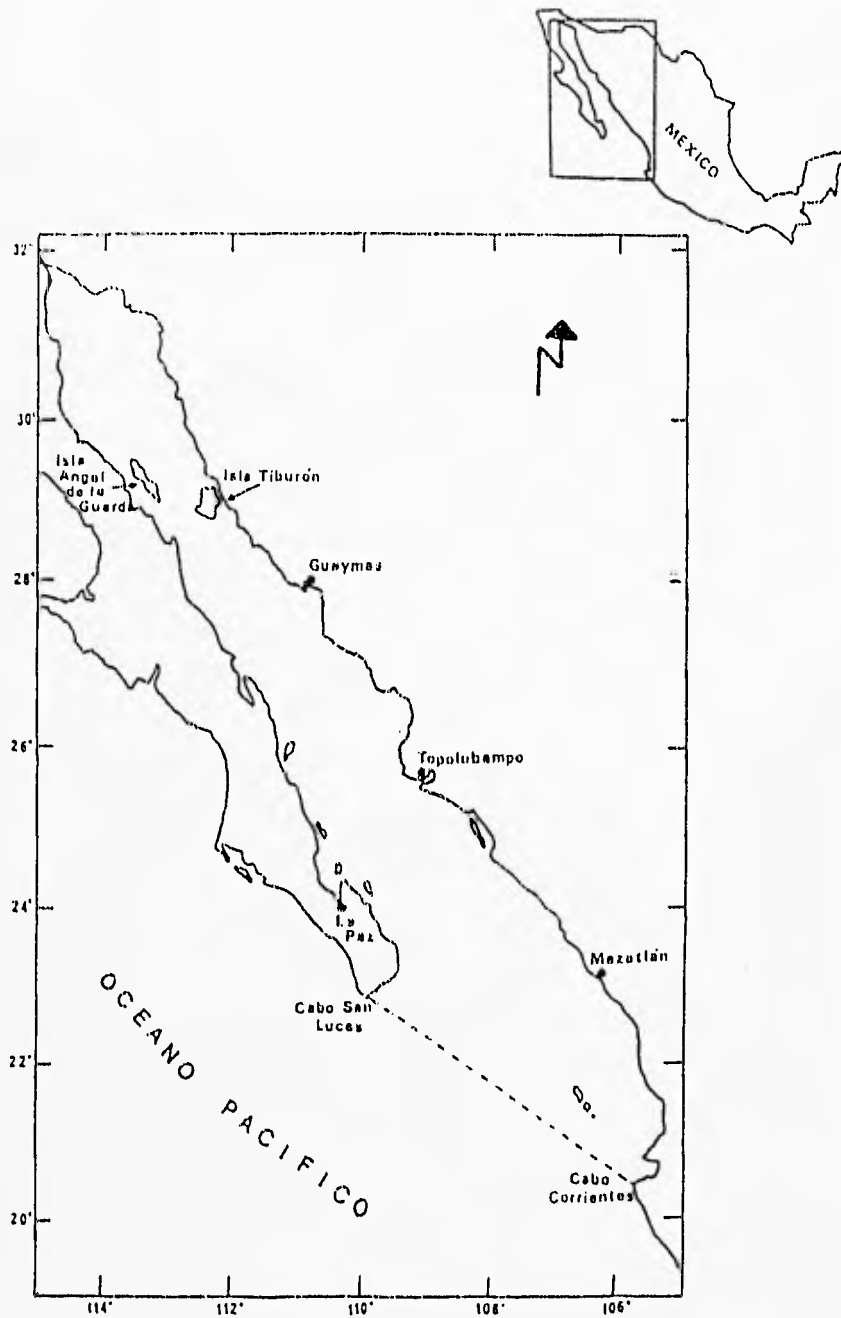 MEXICO
32°
30°
28°
26°
24°
22°
20°
N
Isla
Angel
de la
Guarda
Isla Tiburón
Guaymas
Topolobampo
La
Paz
Mazatlán
Cabo San
Lucas
OCEANO PACIFICO
Cabo
Corrientes
114°
112°
110°
108°
106°